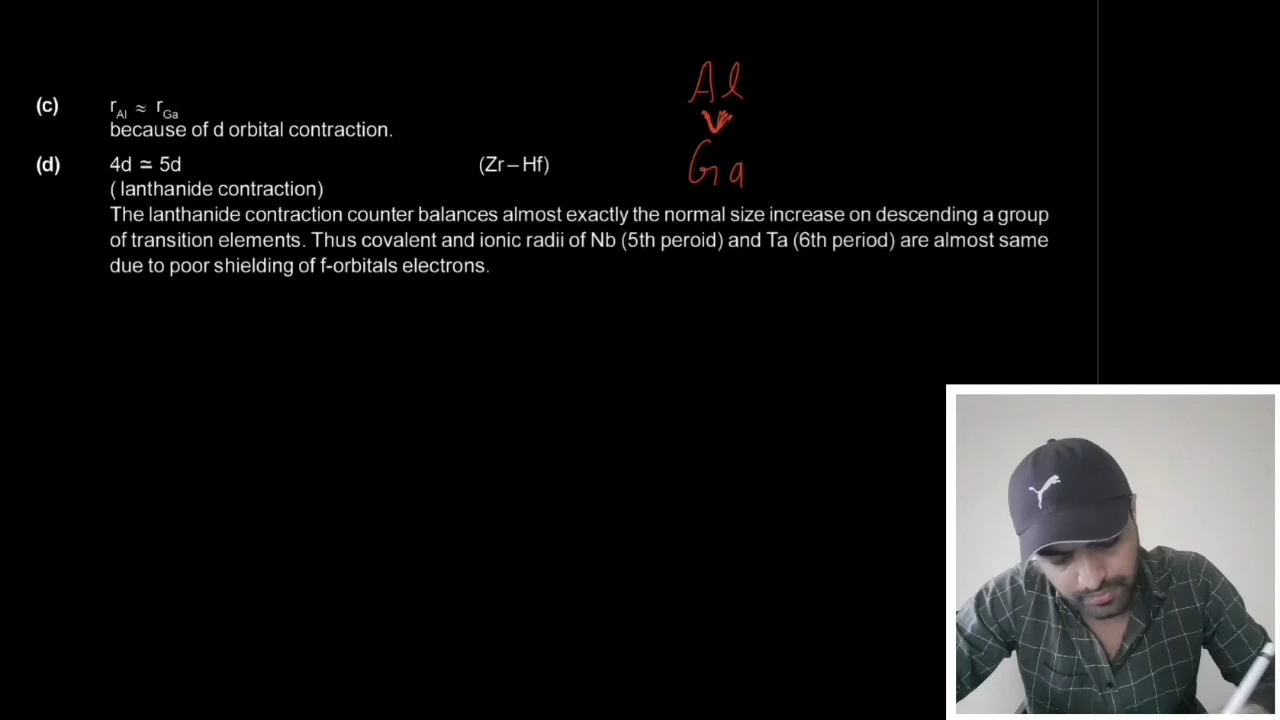 Al
(c) r_Al ≈ r_Ga
because of d orbital contraction.
Ga
(d) 4d ≃ 5d (Zr – Hf)
( lanthanide contraction)
The lanthanide contraction counter balances almost exactly the normal size increase on descending a group
of transition elements. Thus covalent and ionic radii of Nb (5th peroid) and Ta (6th period) are almost same
due to poor shielding of f-orbitals electrons.